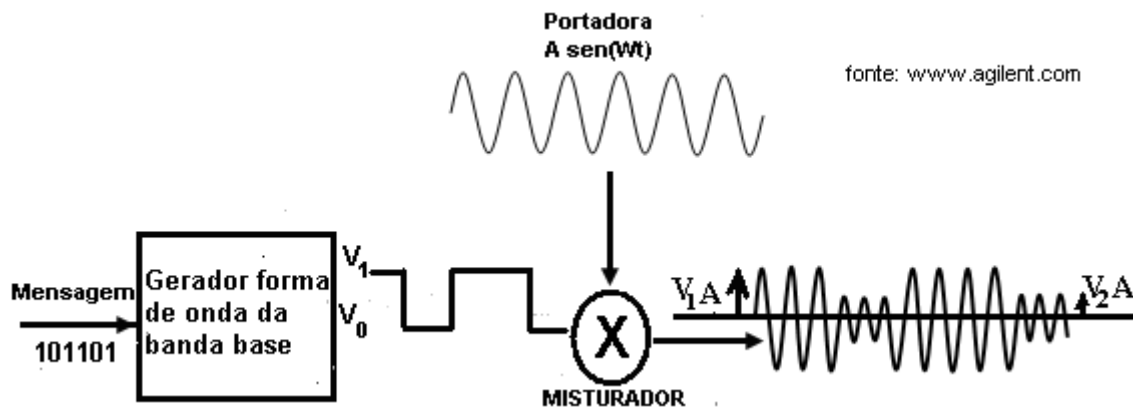 Portadora
A sen(Wt)
fonte: www.agilent.com
Mensagem
101101
Gerador forma
de onda da
banda base
V1
V0
X
MISTURADOR
V1A
V2A